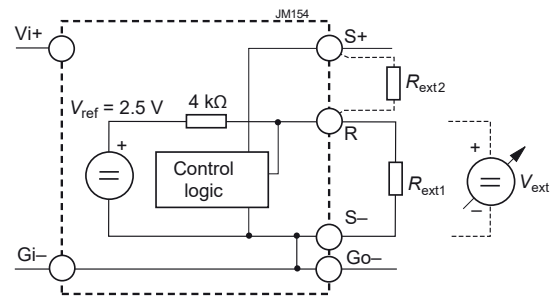 JM154
Vi+
S+
Rext2
Vref = 2.5 V
4 kΩ
R
+
+
Control
logic
Rext1
Vext
–
S–
Gi–
Go–